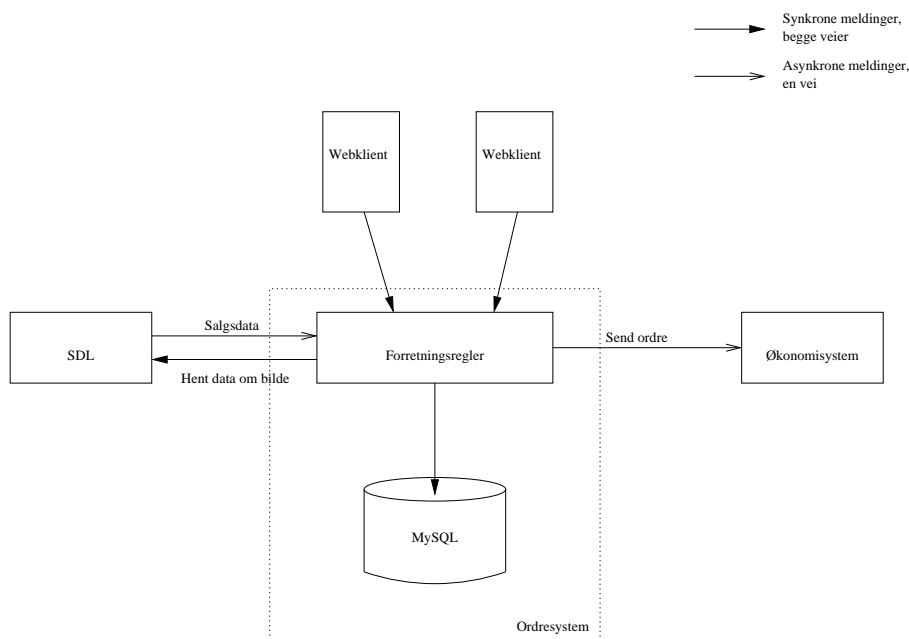 Synkrone meldinger,
begge veier
Asynkrone meldinger,
en vei
Webklient
Webklient
Salgsdata
SDL
Hent data om bilde
Forretningsregler
Send ordre
Økonomisystem
MySQL
Ordresystem